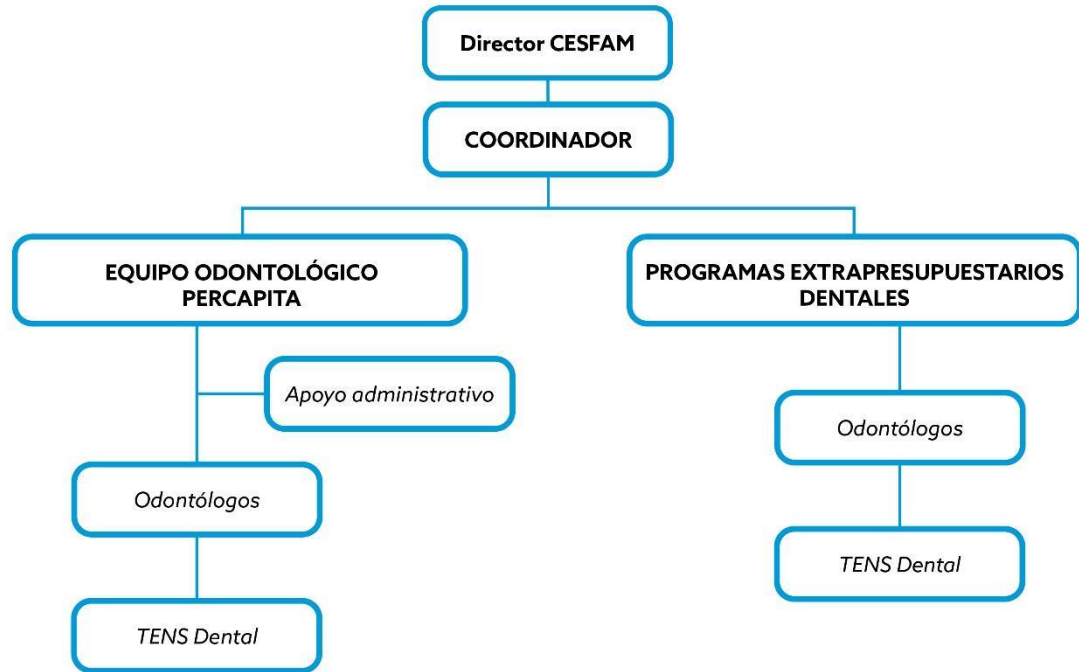 Director CESFAM
COORDINADOR
EQUIPO ODONTOLÓGICO
PERCAPITA
PROGRAMAS EXTRAPRESUPUESTARIOS
DENTALES
Apoyo administrativo
Odontólogos
TENS Dental
Odontólogos
TENS Dental